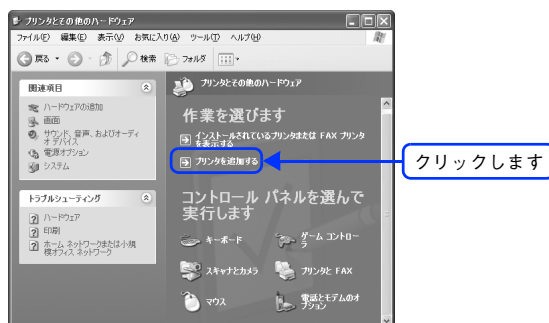 プリンタとその他のハードウェア
ファイル(F) 編集(E) 表示(V) お気に入り(A) ツール(T) ヘルプ(H)
戻る 検索 フォルダ
関連項目
ハードウェアの追加
画面
サウンド、音声、およびオーディ
オ デバイス
電源オプション
システム
トラブルシューティング
ハードウェア
印刷
ホーム ネットワークまたは小規
模オフィス ネットワーク
プリンタとその他のハードウェア
作業を選びます
インストールされているプリンタまたは FAX プリンタ
を表示する
プリンタを追加する
コントロール パネルを選んで
実行します
キーボード
ゲーム コントロー
ラ
スキャナとカメラ
プリンタと FAX
マウス
電話とモデムのオ
プション
クリックします